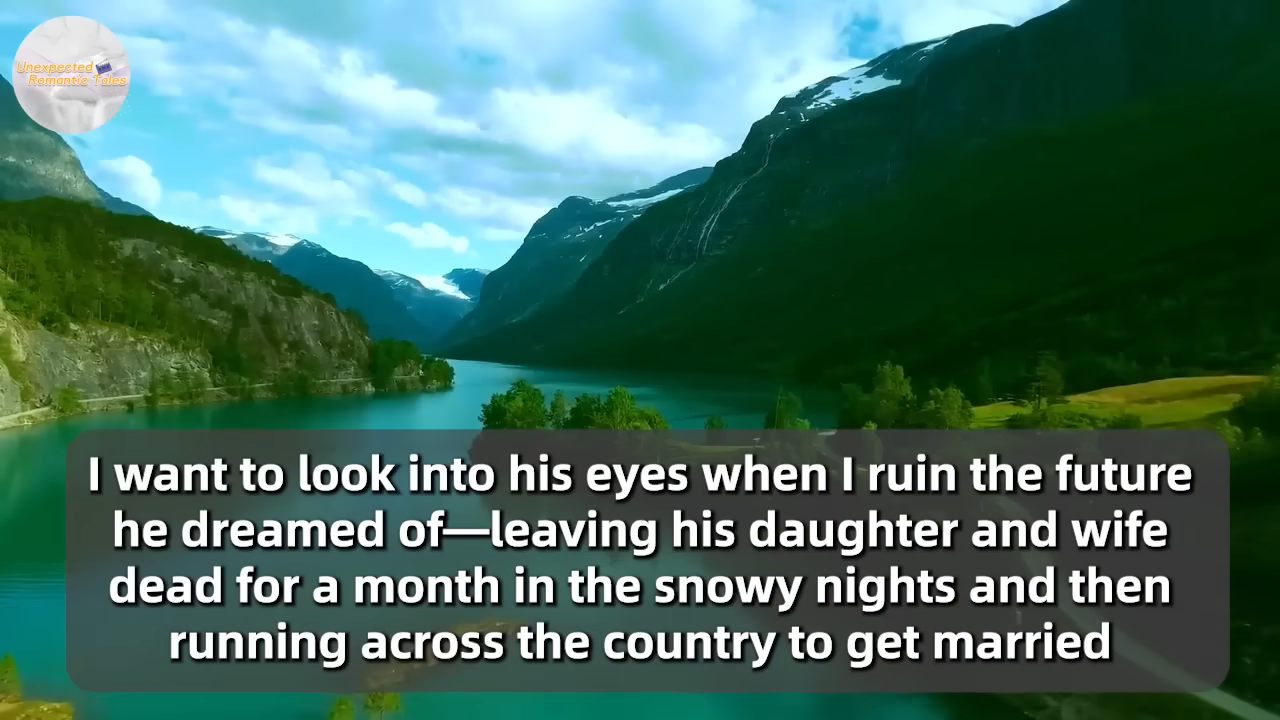 Unexpected
Romantic Tales
I want to look into his eyes when I ruin the future
he dreamed of—leaving his daughter and wife
dead for a month in the snowy nights and then
running across the country to get married